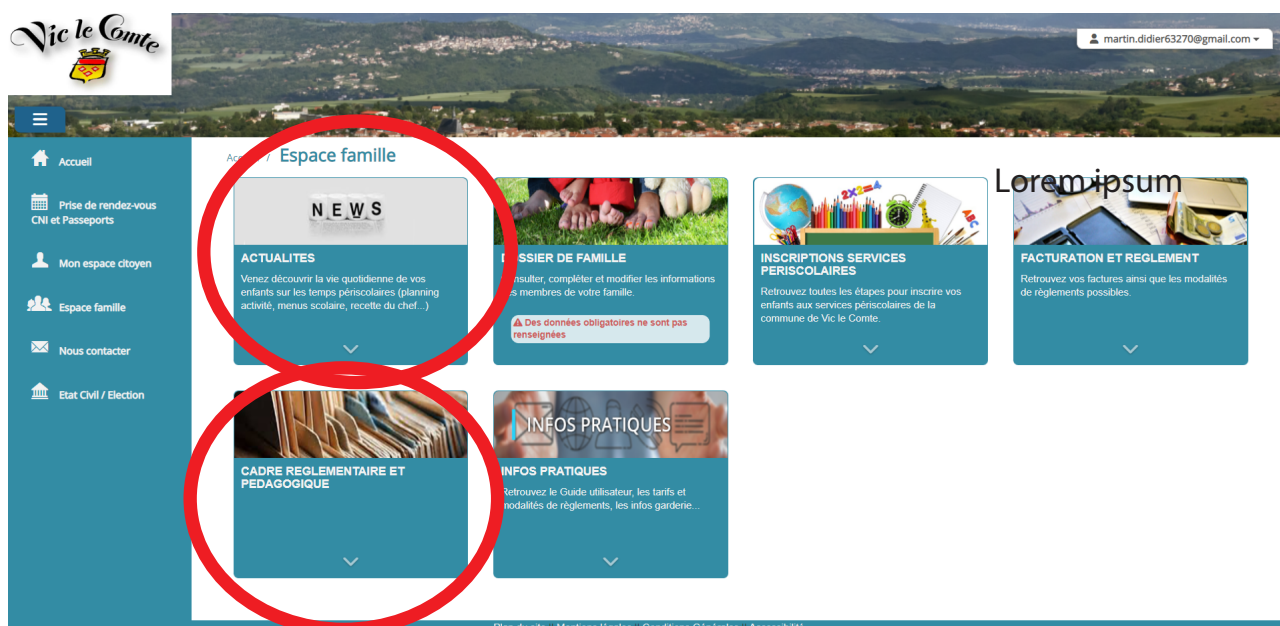 Vic le Comte
martin.didier63270@gmail.com
Accueil
Prise de rendez-vous
CNI et Passeports
Mon espace citoyen
Espace famille
Nous contacter
Etat Civil / Election
/ Espace famille
Lorem ipsum
NEWS
ACTUALITES
Venez découvrir la vie quotidienne de vos
enfants sur les temps périscolaires (planning
activité, menus scolaire, recette du chef...)
DOSSIER DE FAMILLE
Consulter, compléter et modifier les informations
des membres de votre famille.
Des données obligatoires ne sont pas
renseignées
2X2=4
ABC
INSCRIPTIONS SERVICES
PERISCOLAIRES
Retrouvez toutes les étapes pour inscrire vos
enfants aux services périscolaires de la
commune de Vic le Comte.
FACTURATION ET REGLEMENT
Retrouvez vos factures ainsi que les modalités
de règlements possibles.
CADRE REGLEMENTAIRE ET
PEDAGOGIQUE
INFOS PRATIQUES
INFOS PRATIQUES
Retrouvez le Guide utilisateur, les tarifs et
modalités de règlements, les infos garderie...